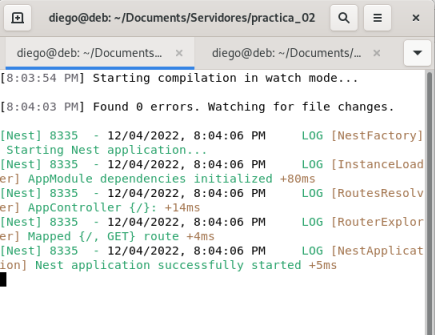 diego@deb: ~/Documents/Servidores/practica_02
diego@deb: ~/Documents...
diego@deb: ~/Documents/...
[8:03:54 PM] Starting compilation in watch mode...
[8:04:03 PM] Found 0 errors. Watching for file changes.
[Nest] 8335  - 12/04/2022, 8:04:06 PM     LOG [NestFactory]
Starting Nest application...
[Nest] 8335  - 12/04/2022, 8:04:06 PM     LOG [InstanceLoad
er] AppModule dependencies initialized +80ms
[Nest] 8335  - 12/04/2022, 8:04:06 PM     LOG [RoutesResolv
er] AppController {/}: +14ms
[Nest] 8335  - 12/04/2022, 8:04:06 PM     LOG [RouterExplor
er] Mapped {/, GET} route +4ms
[Nest] 8335  - 12/04/2022, 8:04:06 PM     LOG [NestApplicat
ion] Nest application successfully started +5ms